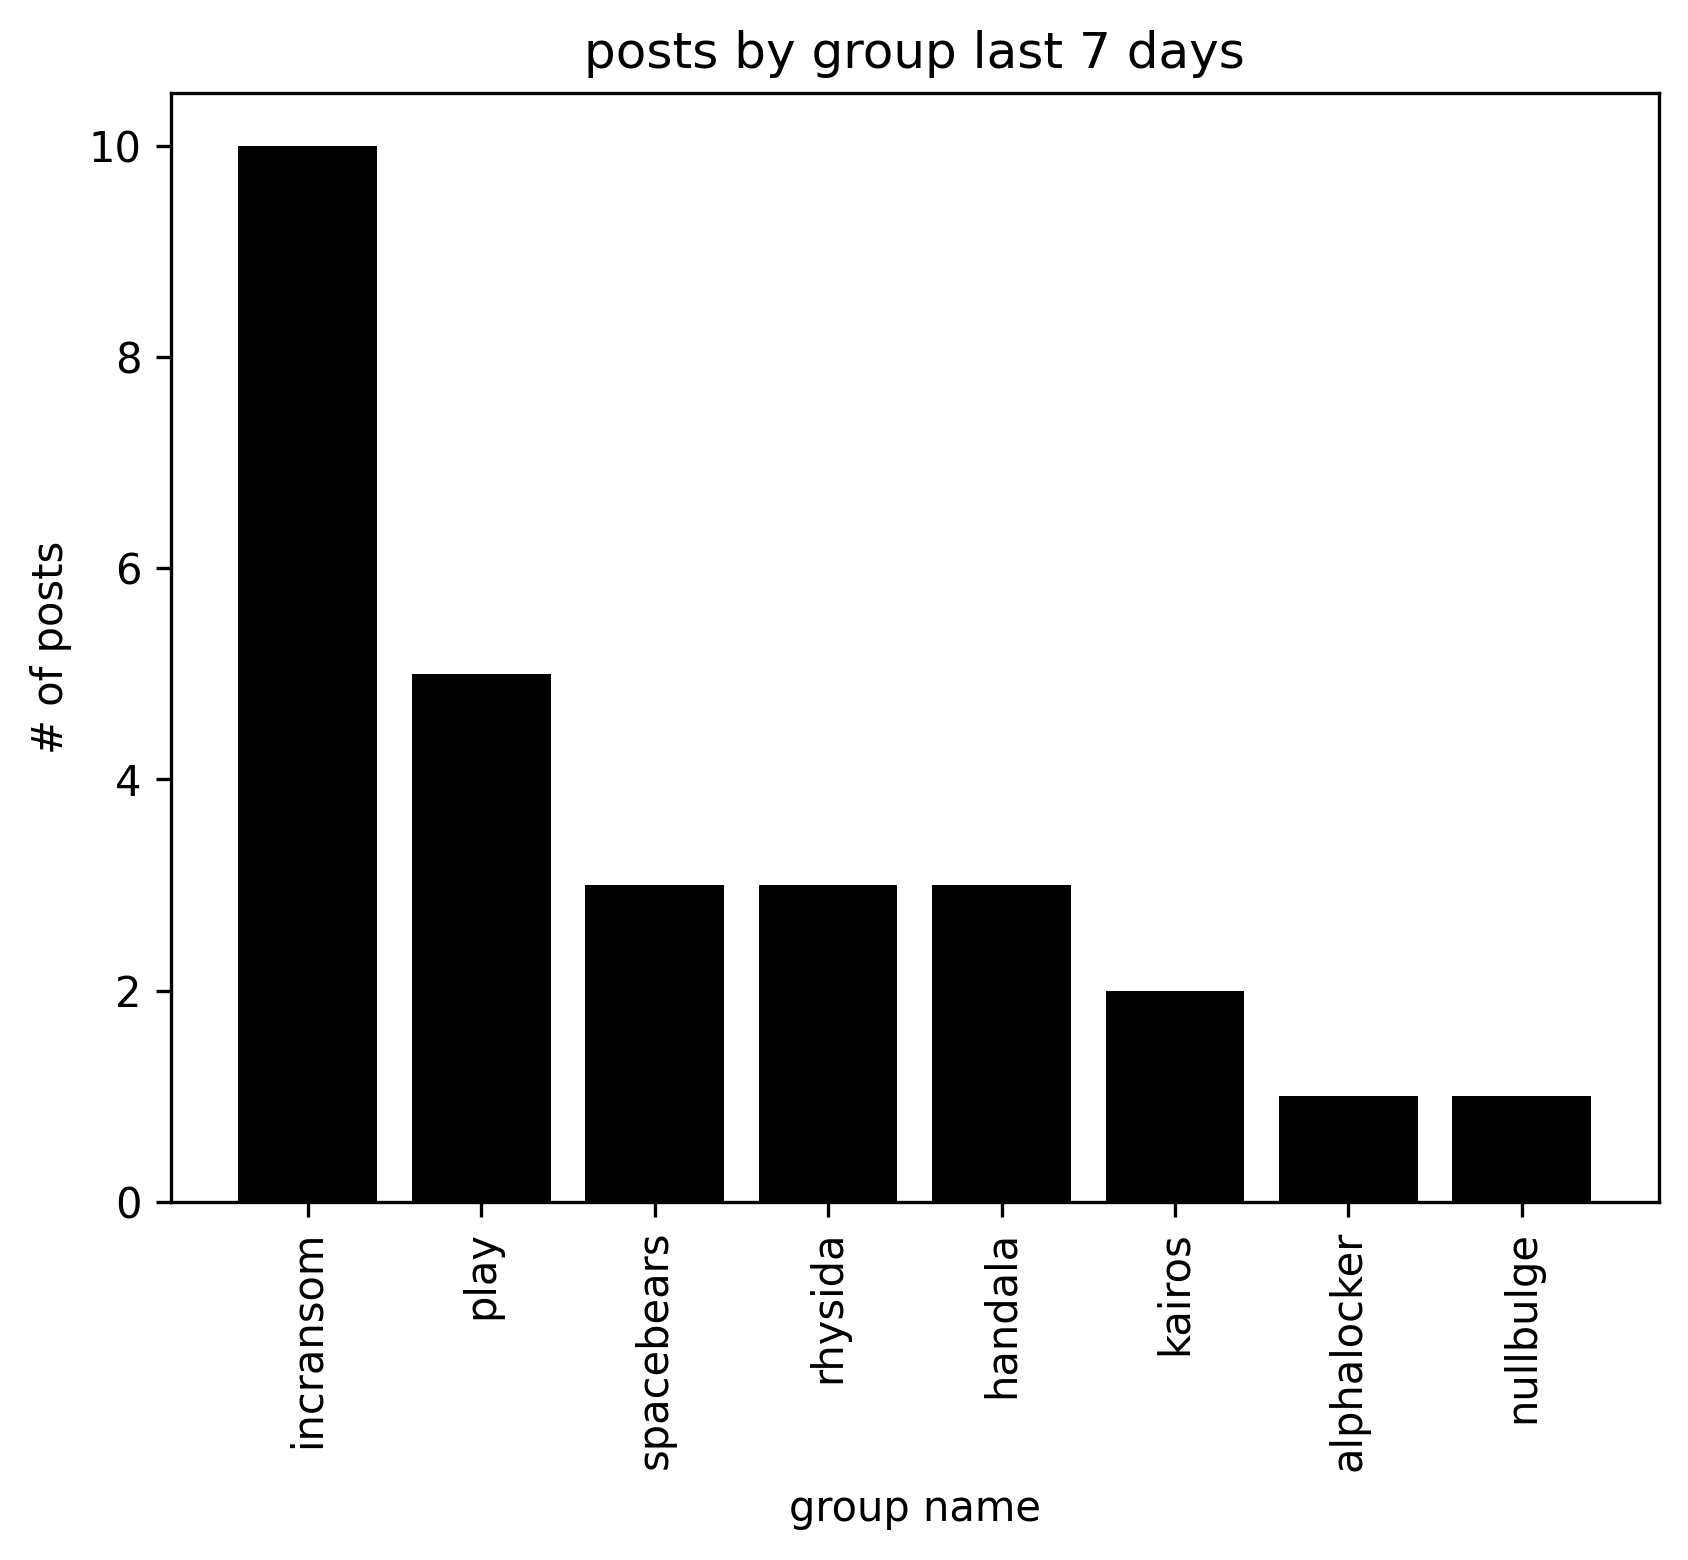 posts by group last 7 days
# of posts
10
8
6
4
2
0
incransom
play
spacebears
rhysida
handala
kairos
alphalocker
nullbulge
group name